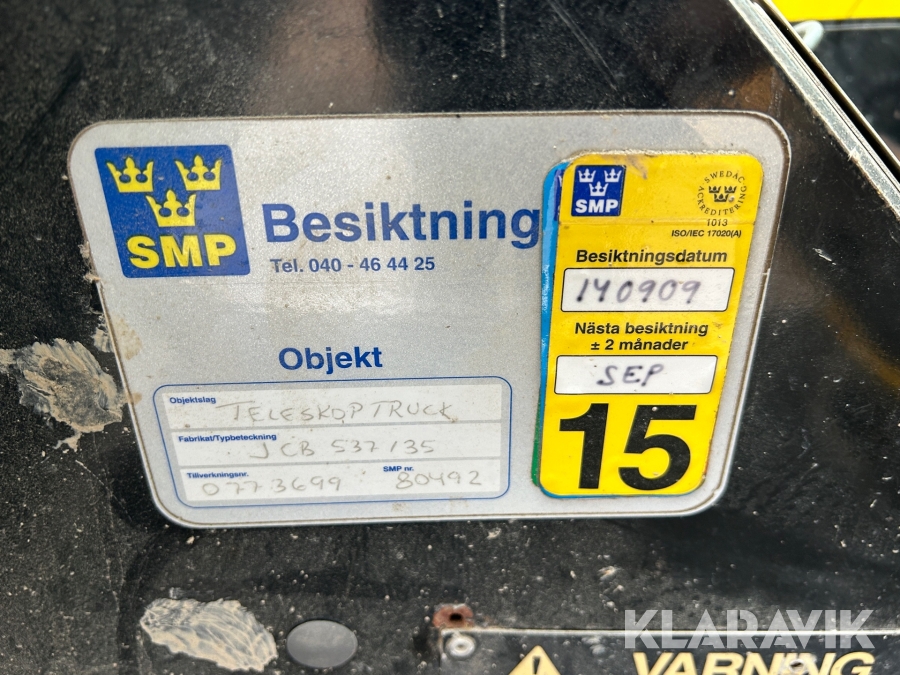 SMP
Besiktning
Tel. 040 - 46 44 25
Objekt
Objektslag
TELESKOPTRUCK
Fabrikat/Typbeteckning
JCB 537/35
Tillverkningsnr.
SMP nr.
0773699
80492
SMP
SWEDAC
ACKREDITERING
1013
ISO/IEC 17020(A)
Besiktningsdatum
140909
Nästa besiktning
± 2 månader
SEP
15
KLARAVIK
VARNING